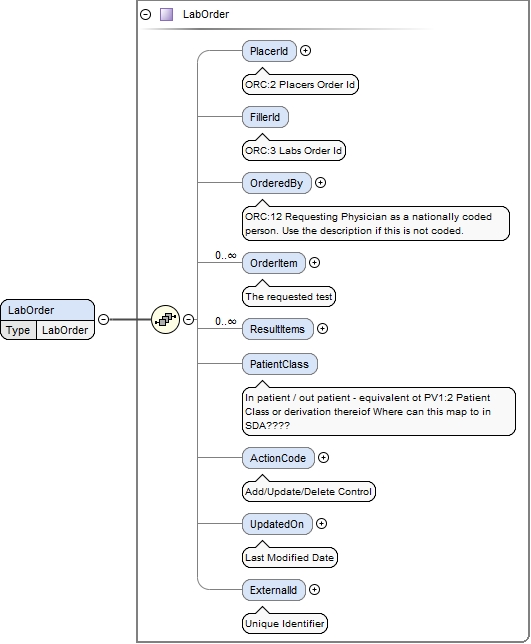 LabOrder
PlacerId
ORC:2 Placers Order Id
FillerId
ORC:3 Labs Order Id
OrderedBy
ORC:12 Requesting Physician as a nationally coded
person. Use the description if this is not coded.
0..∞
OrderItem
The requested test
LabOrder
Type LabOrder
0..∞
ResultItems
PatientClass
In patient / out patient - equivalent ot PV1:2 Patient
Class or derivation thereiof Where can this map to in
SDA????
ActionCode
Add/Update/Delete Control
UpdatedOn
Last Modified Date
ExternalId
Unique Identifier